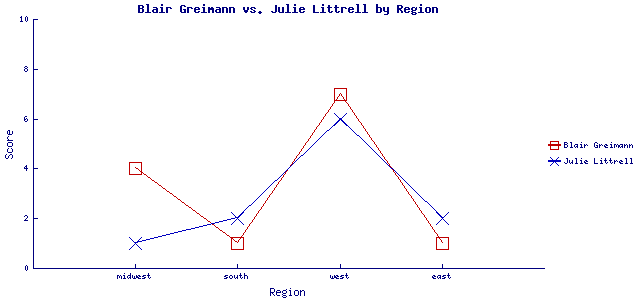 Blair Greimann vs. Julie Littrell by Region
10
8
6
4
2
0
Score
midwest south west east
Region
Blair Greimann
Julie Littrell